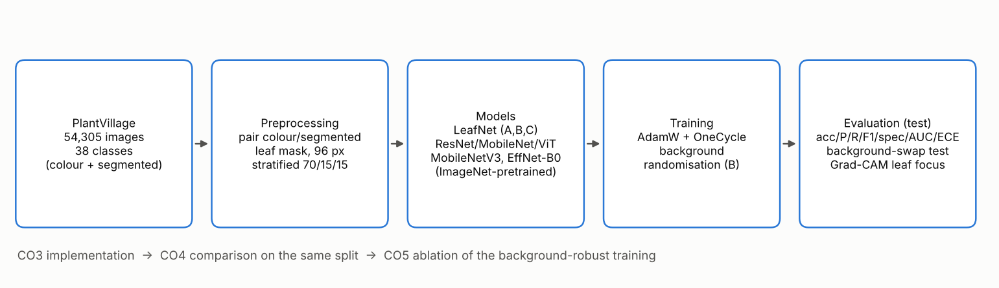 PlantVillage
54,305 images
38 classes
(colour + segmented)
Preprocessing
pair colour/segmented
leaf mask, 96 px
stratified 70/15/15
Models
LeafNet (A,B,C)
ResNet/MobileNet/ViT
MobileNetV3, EffNet-B0
(ImageNet-pretrained)
Training
AdamW + OneCycle
background
randomisation (B)
Evaluation (test)
acc/P/R/F1/spec/AUC/ECE
background-swap test
Grad-CAM leaf focus
CO3 implementation → CO4 comparison on the same split → CO5 ablation of the background-robust training